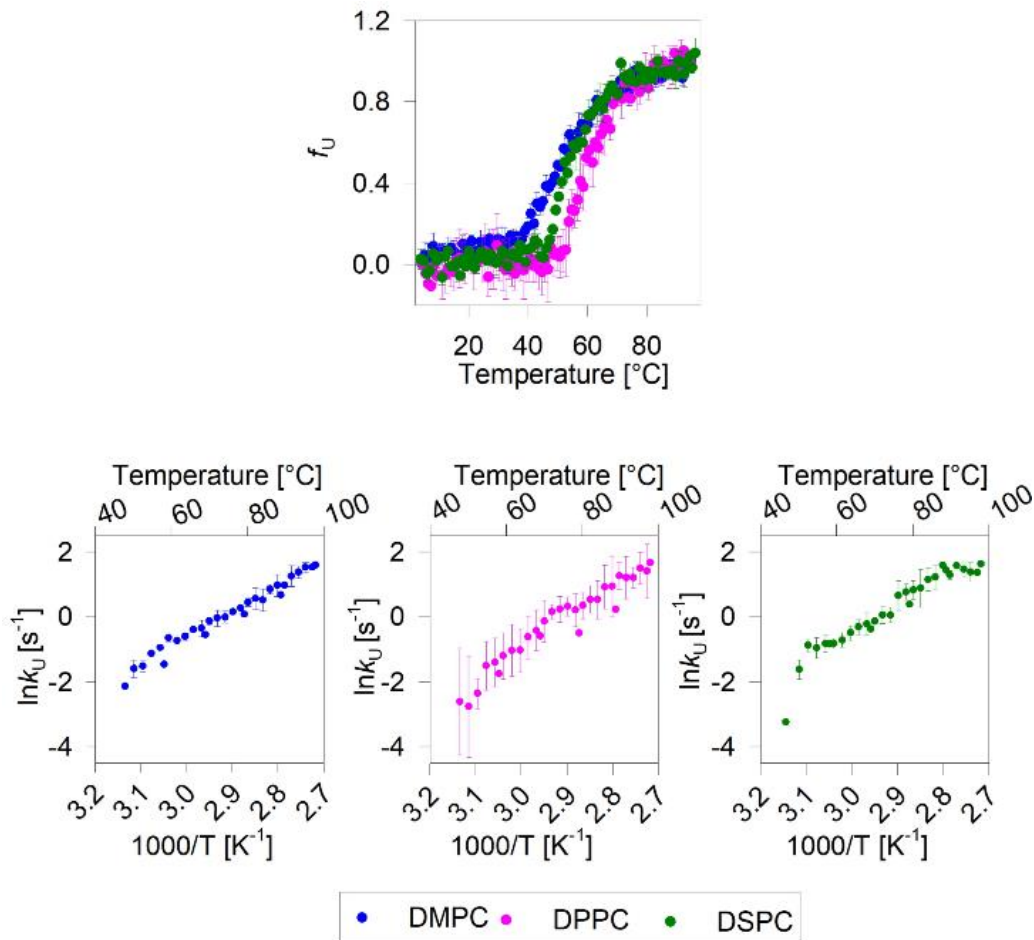 1.2
0.8
0.4
0.0
fU
20 40 60 80
Temperature [°C]
Temperature [°C] Temperature [°C] Temperature [°C]
40 60 80 100 40 60 80 100 40 60 80 100
2 2 2
0 0 0
-2 -2 -2
-4 -4 -4
lnkU [s-1] lnkU [s-1] lnkU [s-1]
3.2 3.1 3.0 2.9 2.8 2.7 3.2 3.1 3.0 2.9 2.8 2.7 3.2 3.1 3.0 2.9 2.8 2.7
1000/T [K-1] 1000/T [K-1] 1000/T [K-1]
DMPC DPPC DSPC